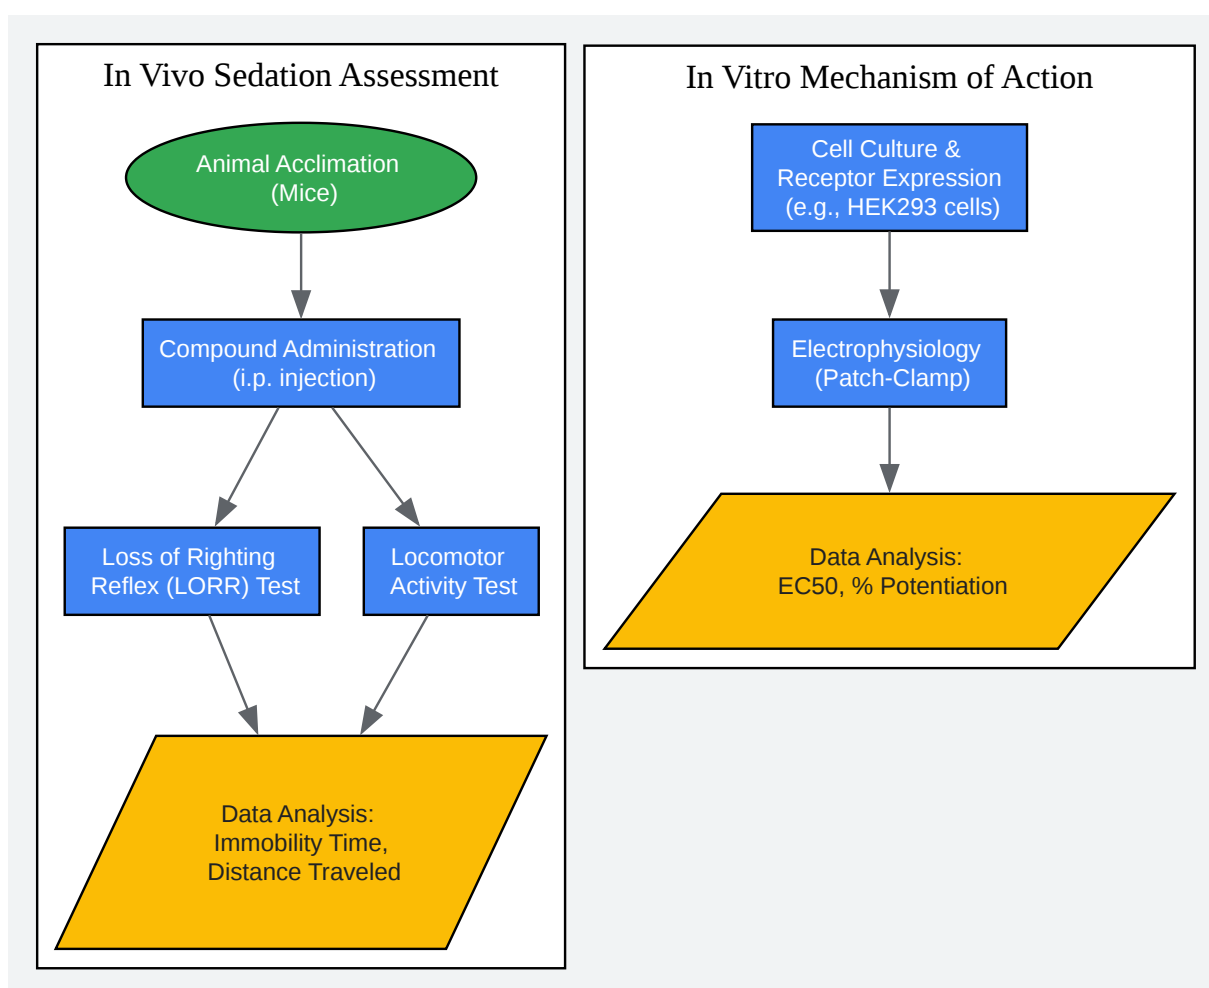 In Vivo Sedation Assessment
Animal Acclimation
(Mice)
Compound Administration
(i.p. injection)
Loss of Righting
Reflex (LORR) Test
Locomotor
Activity Test
Data Analysis:
Immobility Time,
Distance Traveled
In Vitro Mechanism of Action
Cell Culture &
Receptor Expression
(e.g., HEK293 cells)
Electrophysiology
(Patch-Clamp)
Data Analysis:
EC50, % Potentiation